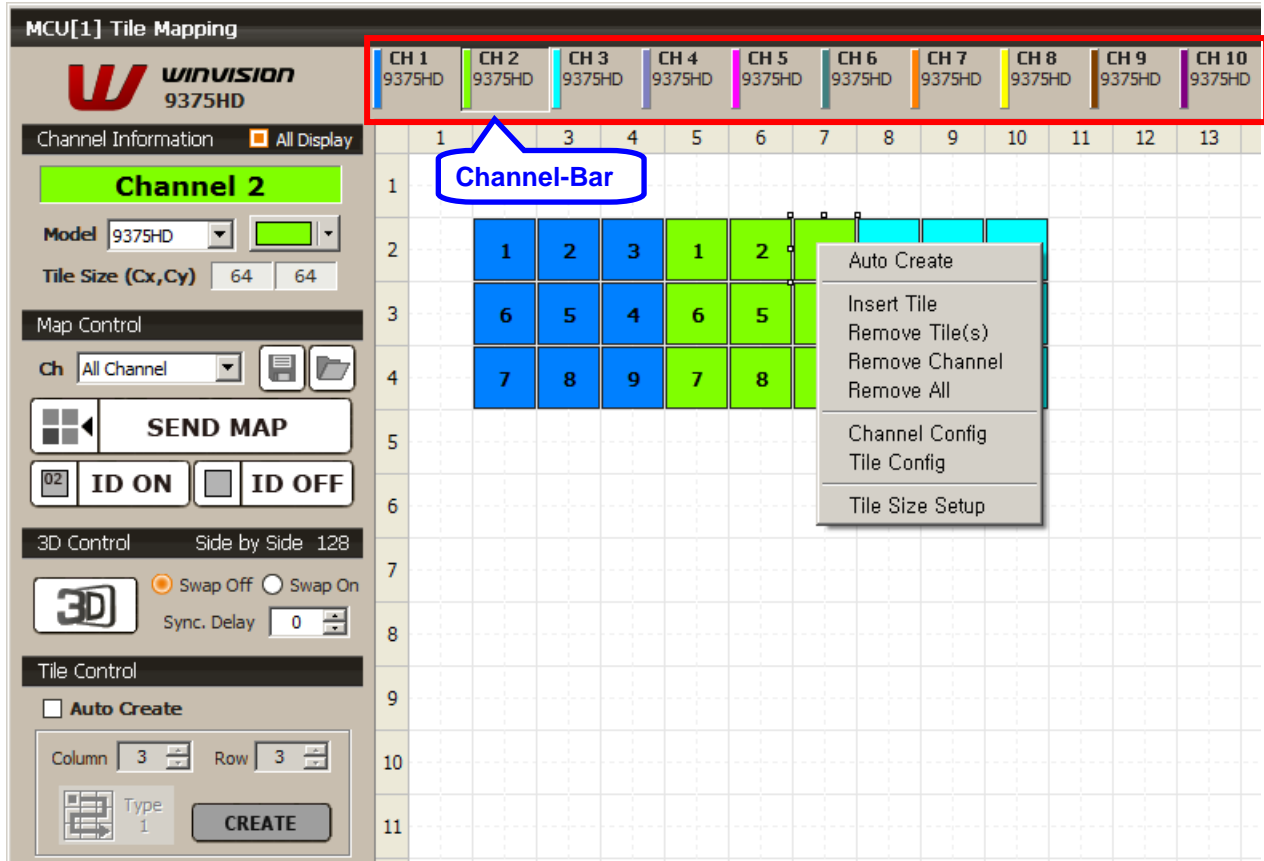 MCU[1] Tile Mapping
WINVISION
9375HD
CH 1 CH 2 CH 3 CH 4 CH 5 CH 6 CH 7 CH 8 CH 9 CH 10
9375HD 9375HD 9375HD 9375HD 9375HD 9375HD 9375HD 9375HD 9375HD 9375HD
Channel-Bar
Channel Information All Display
Channel 2
Model 9375HD
Tile Size (Cx,Cy) 64 64
Map Control
Ch All Channel
SEND MAP
02 ID ON ID OFF
3D Control Side by Side 128
3D Swap Off Swap On
Sync. Delay 0
Tile Control
Auto Create
Column 3 Row 3
Type
1
CREATE
1 3 4 5 6 7 8 9 10 11 12 13
1
2 1 2 3 1 2
3 6 5 4 6 5
4 7 8 9 7 8
5
6
7
8
9
10
11
Auto Create
Insert Tile
Remove Tile(s)
Remove Channel
Remove All
Channel Config
Tile Config
Tile Size Setup